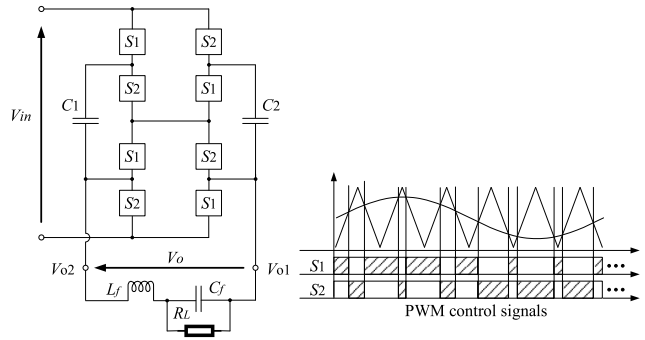 S1
S2
S2
S1
C1
C2
Vin
S1
S2
S2
S1
Vo
Vo2
Vo1
Lf
Cf
RL
S1
•••
S2
•••
PWM control signals